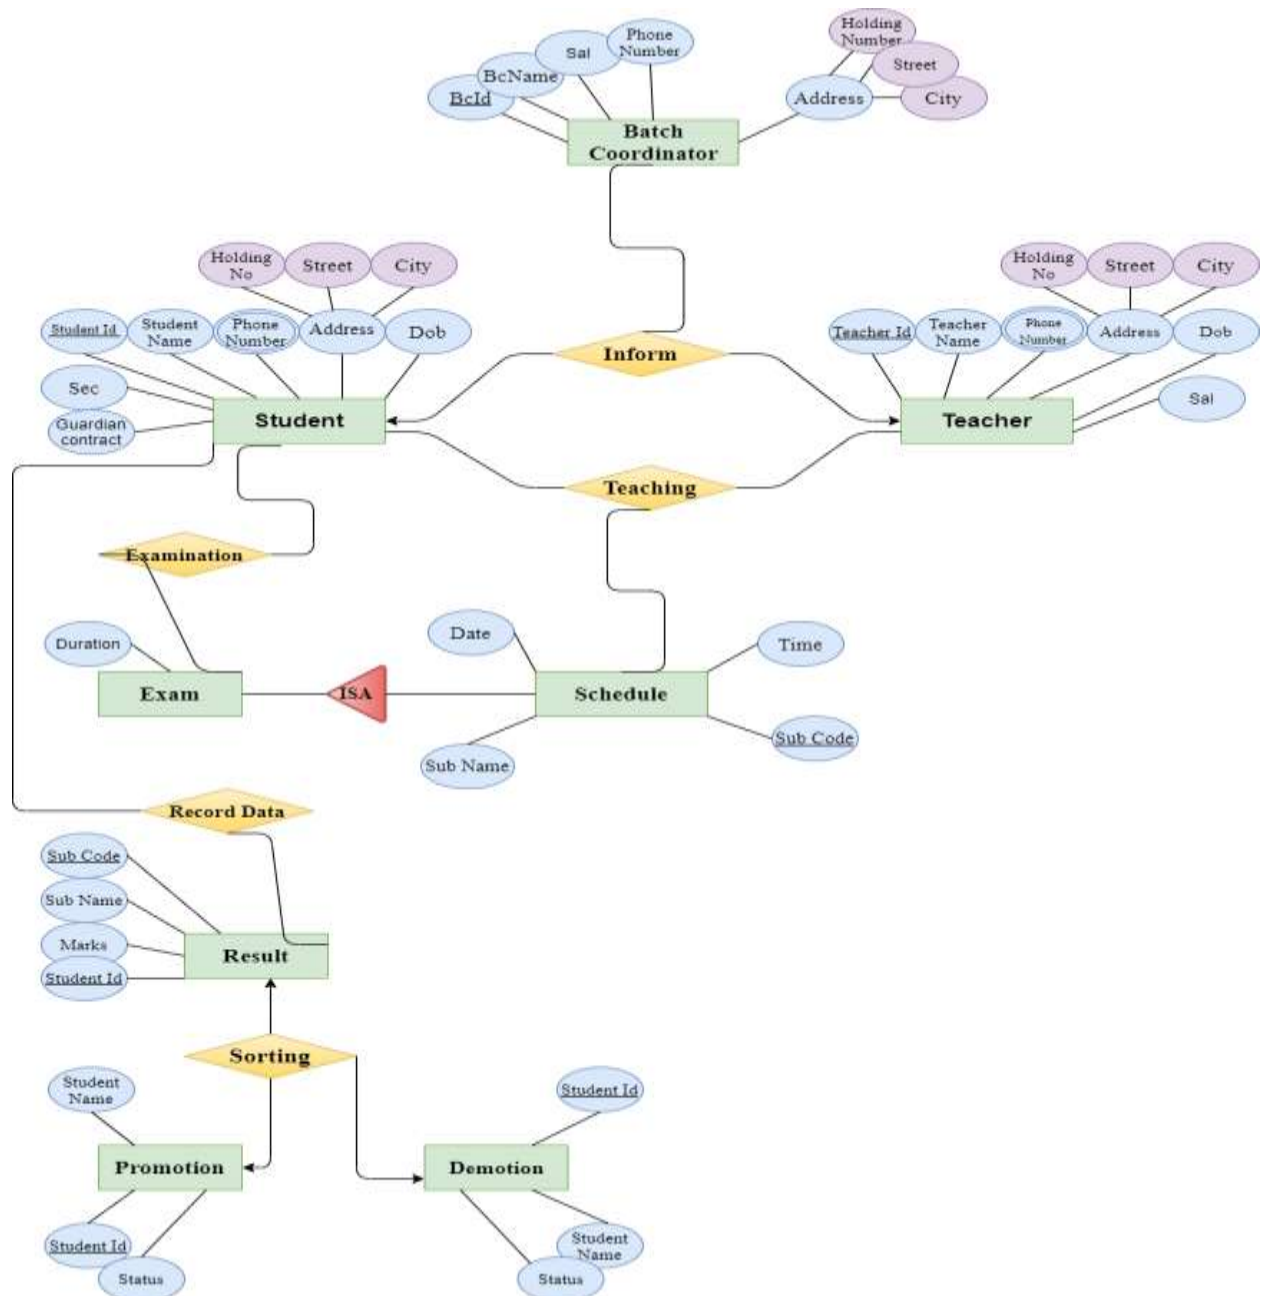 Holding
Number
Phone
Number
Sal
Street
BcName
BcId
Address
City
Batch
Coordinator
Holding
No
Street
City
Holding
No
Street
City
Student Id
Student
Name
Phone
Number
Address
Dob
Teacher Id
Teacher
Name
Phone
Number
Address
Dob
Inform
Sec
Sal
Guardian
contract
Student
Teacher
Teaching
Examination
Duration
Date
Time
Exam
ISA
Schedule
Sub Name
Sub Code
Record Data
Sub Code
Sub Name
Marks
Student Id
Result
Sorting
Student
Name
Student Id
Promotion
Demotion
Student Id
Status
Student
Name
Status